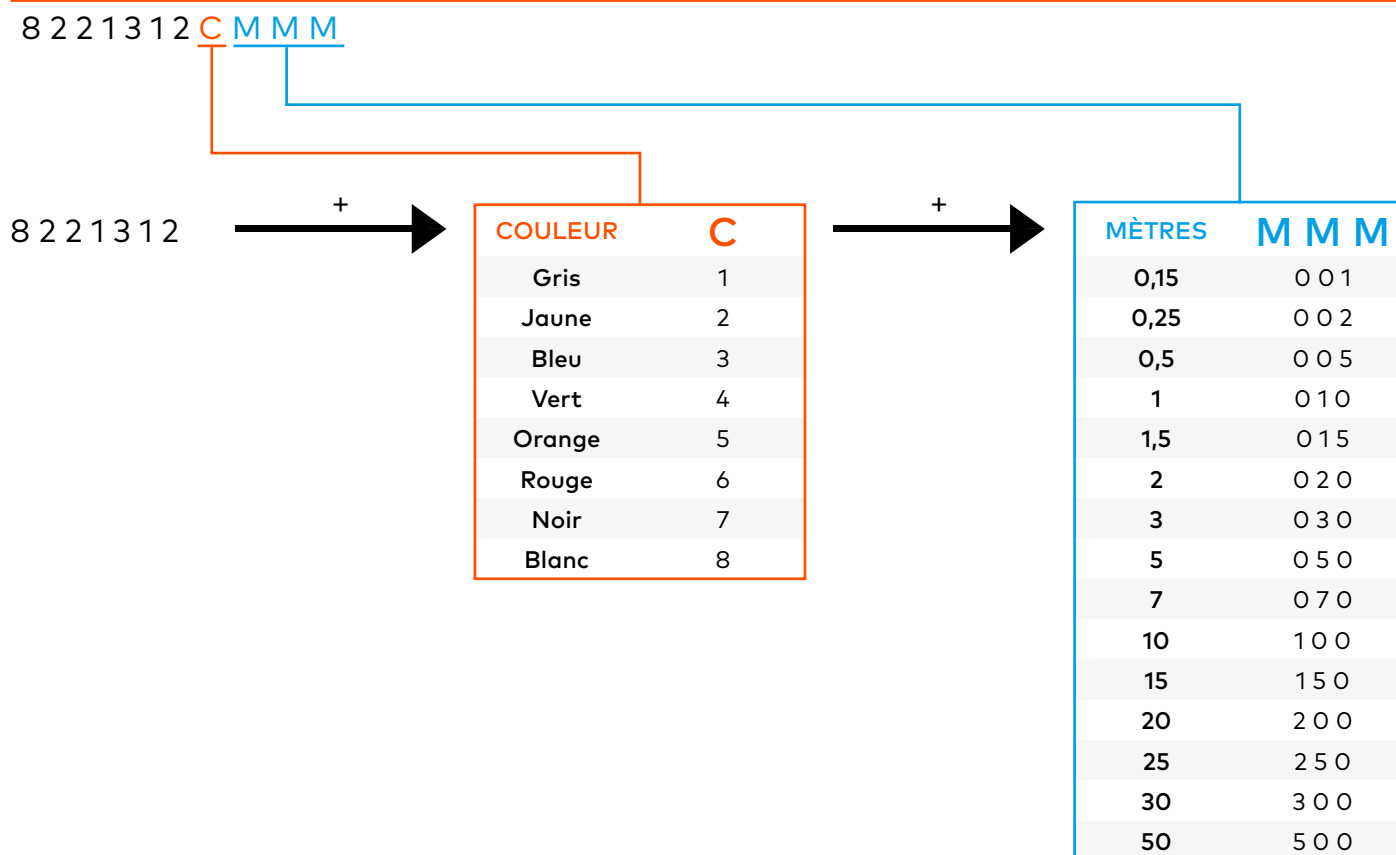 8 2 2 1 3 1 2 C M M M
8 2 2 1 3 1 2
+
COULEUR C
Gris 1
Jaune 2
Bleu 3
Vert 4
Orange 5
Rouge 6
Noir 7
Blanc 8
+
MÈTRES M M M
0,15 0 0 1
0,25 0 0 2
0,5 0 0 5
1 0 1 0
1,5 0 1 5
2 0 2 0
3 0 3 0
5 0 5 0
7 0 7 0
10 1 0 0
15 1 5 0
20 2 0 0
25 2 5 0
30 3 0 0
50 5 0 0